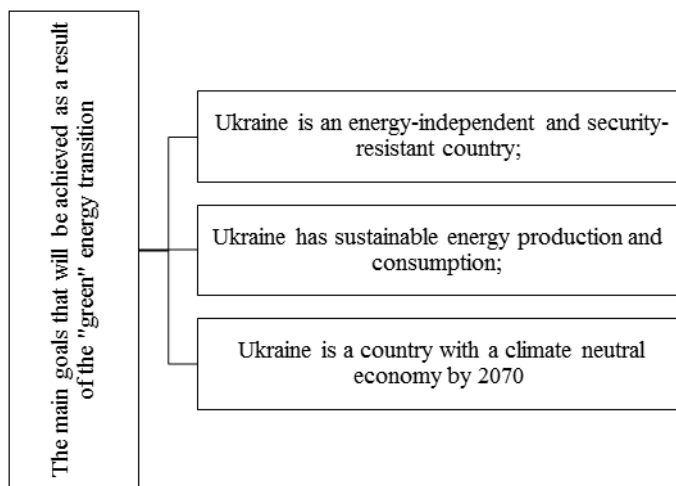 The main goals that will be achieved as a result
of the "green" energy transition
Ukraine is an energy-independent and security-
resistant country;
Ukraine has sustainable energy production and
consumption;
Ukraine is a country with a climate neutral
economy by 2070